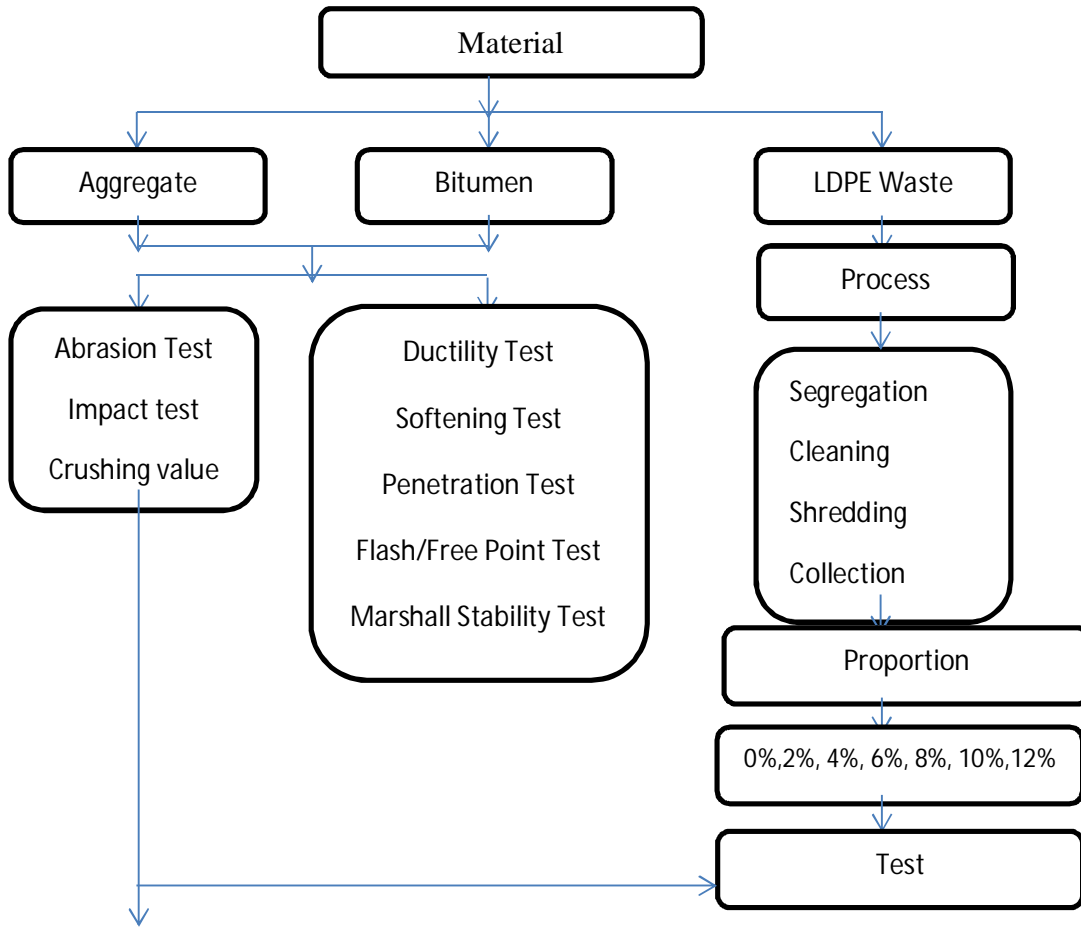 Material
Aggregate
Bitumen
LDPE Waste
Process
Abrasion Test
Impact test
Crushing value
Ductility Test
Softening Test
Penetration Test
Flash/Free Point Test
Marshall Stability Test
Segregation
Cleaning
Shredding
Collection
Proportion
0%,2%, 4%, 6%, 8%, 10%,12%
Test